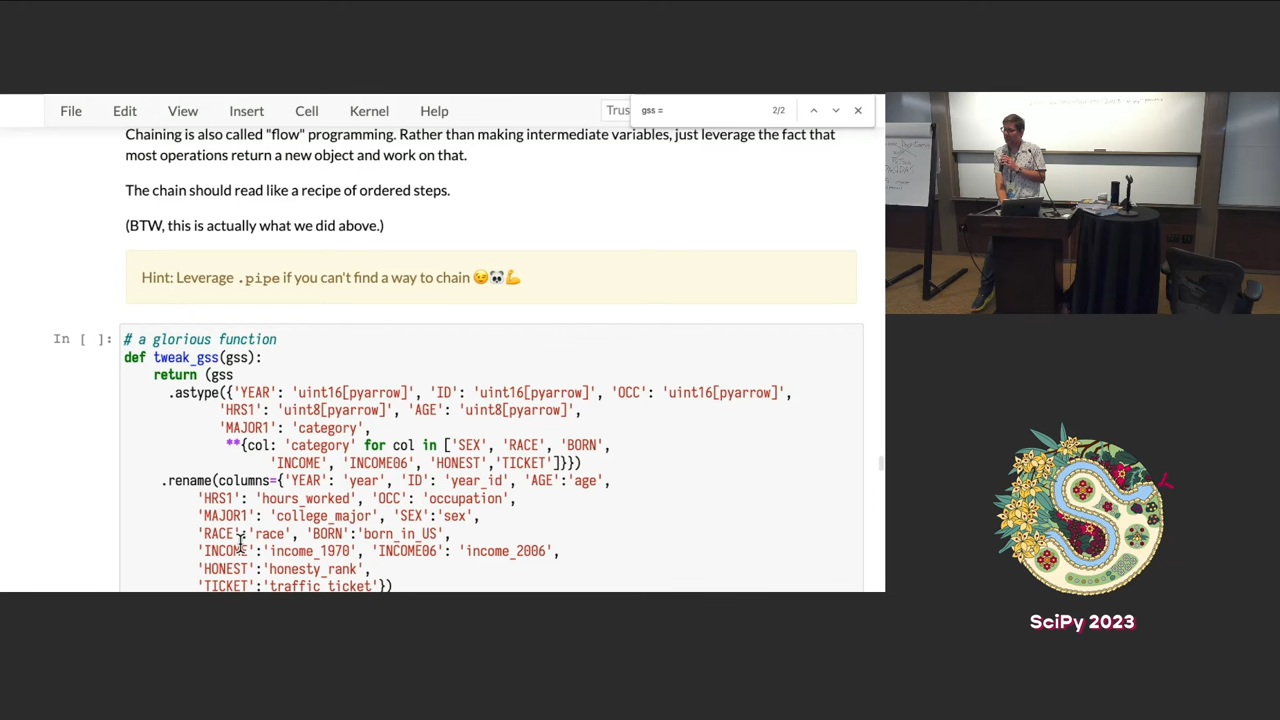 File Edit View Insert Cell Kernel Help
Trus
gss = 2/2
Chaining is also called "flow" programming. Rather than making intermediate variables, just leverage the fact that
most operations return a new object and work on that.
The chain should read like a recipe of ordered steps.
(BTW, this is actually what we did above.)
Hint: Leverage .pipe if you can't find a way to chain 😉🐼💪
In [ ]:
# a glorious function
def tweak_gss(gss):
return (gss
.astype({'YEAR': 'uint16[pyarrow]', 'ID': 'uint16[pyarrow]', 'OCC': 'uint16[pyarrow]',
'HRS1': 'uint8[pyarrow]', 'AGE': 'uint8[pyarrow]',
'MAJOR1': 'category',
**{col: 'category' for col in ['SEX', 'RACE', 'BORN',
'INCOME', 'INCOME06', 'HONEST','TICKET']}})
.rename(columns={'YEAR': 'year', 'ID': 'year_id', 'AGE':'age',
'HRS1': 'hours_worked', 'OCC': 'occupation',
'MAJOR1': 'college_major', 'SEX':'sex',
'RACE':'race', 'BORN':'born_in_US',
'INCOME':'income_1970', 'INCOME06': 'income_2006',
'HONEST':'honesty_rank',
'TICKET':'traffic_ticket'})
SciPy 2023